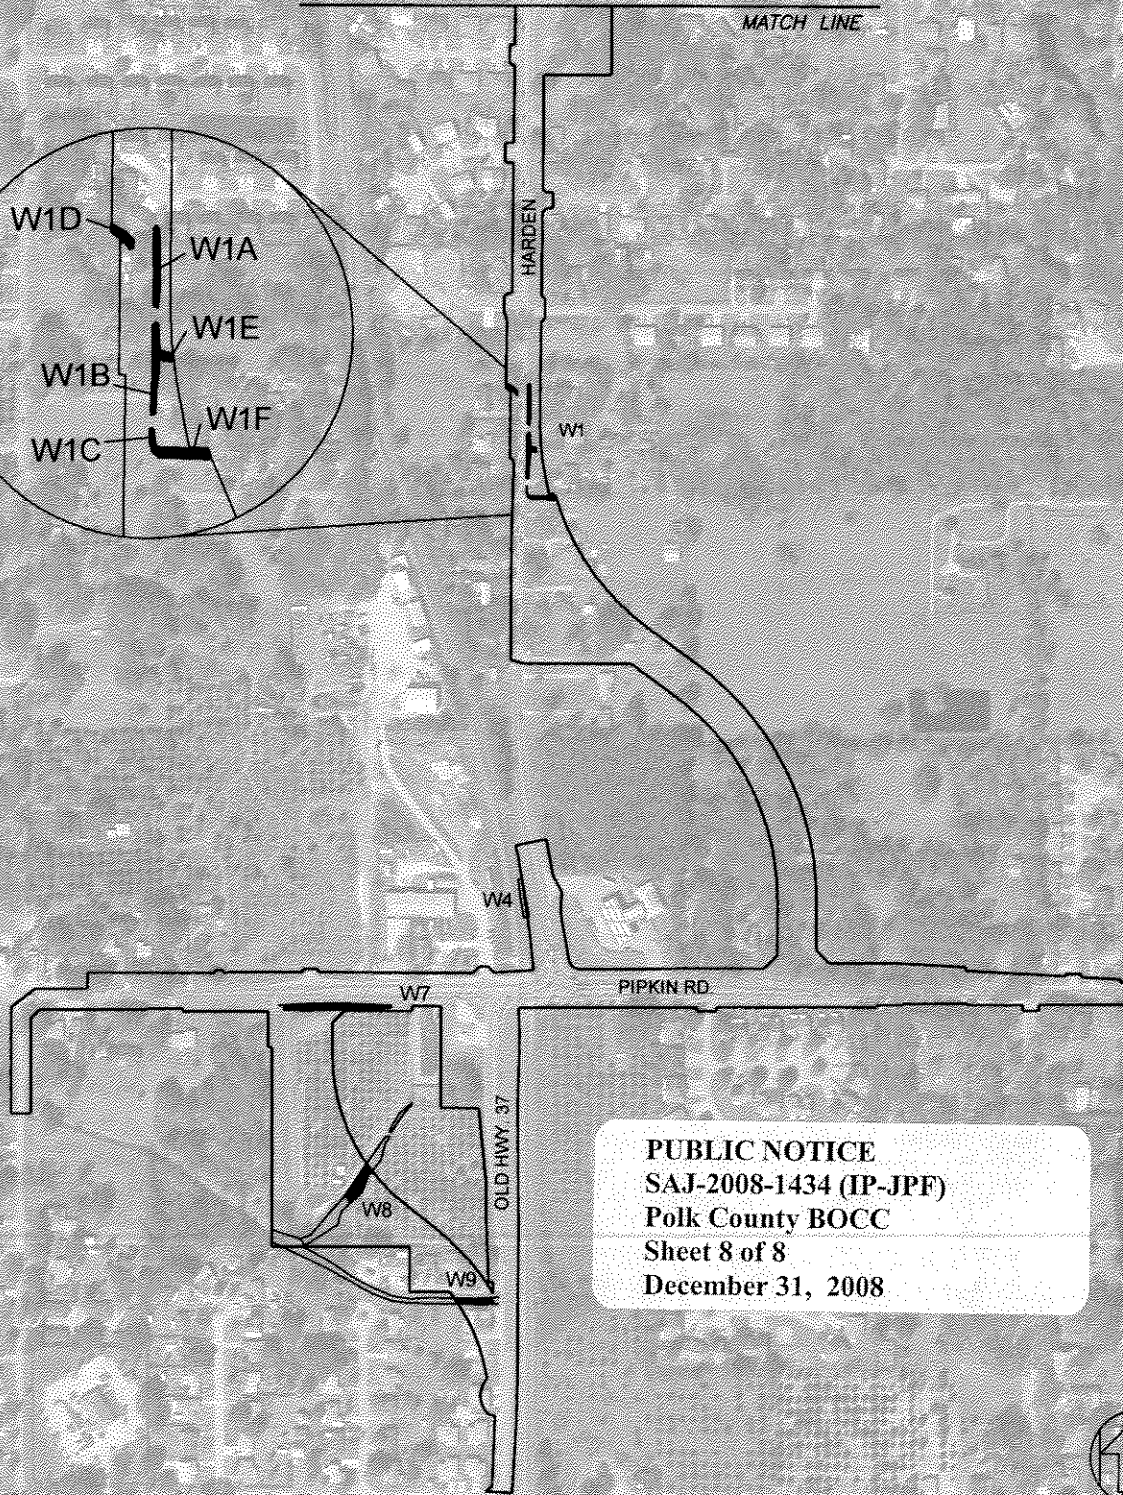 MATCH LINE
W1D
W1A
HARDEN
W1E
W1B
W1F
W1C
W1
W4
W7
PIPKIN RD
OLD HWY 37
W8
W9
PUBLIC NOTICE
SAJ-2008-1434 (IP-JPF)
Polk County BOCC
Sheet 8 of 8
December 31, 2008